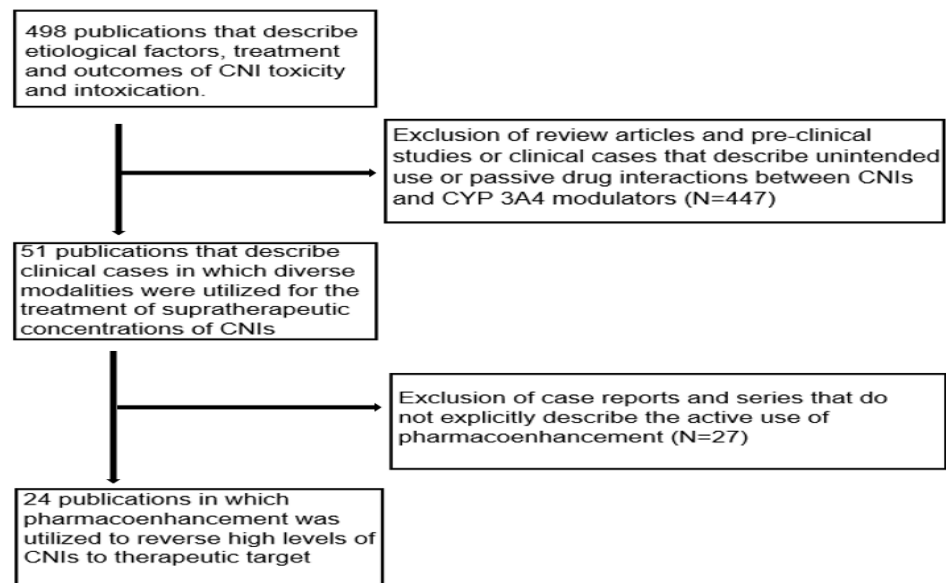 498 publications that describe
etiological factors, treatment
and outcomes of CNI toxicity
and intoxication.
Exclusion of review articles and pre-clinical
studies or clinical cases that describe unintended
use or passive drug interactions between CNIs
and CYP 3A4 modulators (N=447)
51 publications that describe
clinical cases in which diverse
modalities were utilized for the
treatment of supratherapeutic
concentrations of CNIs
Exclusion of case reports and series that do
not explicitly describe the active use of
pharmacoenhancement (N=27)
24 publications in which
pharmacoenhancement was
utilized to reverse high levels of
CNIs to therapeutic target